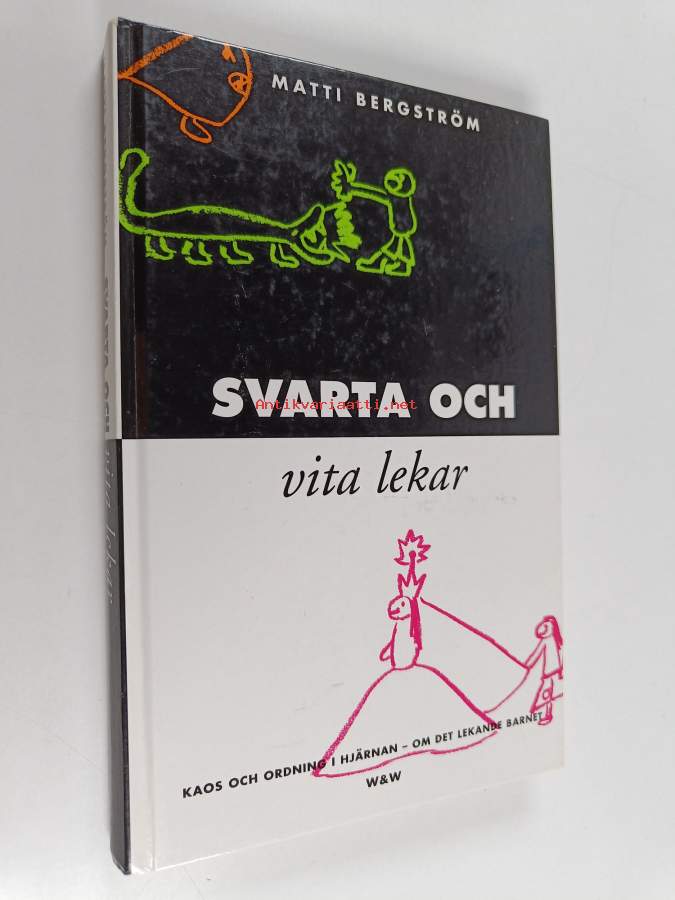 MATTI BERGSTRÖM
SVARTA OCH
Antikvariaatti.net
vita lekar
KAOS OCH ORDNING I HJÄRNAN – OM DET LEKANDE BARNET
W&W
SVARTA OCH vita lekar